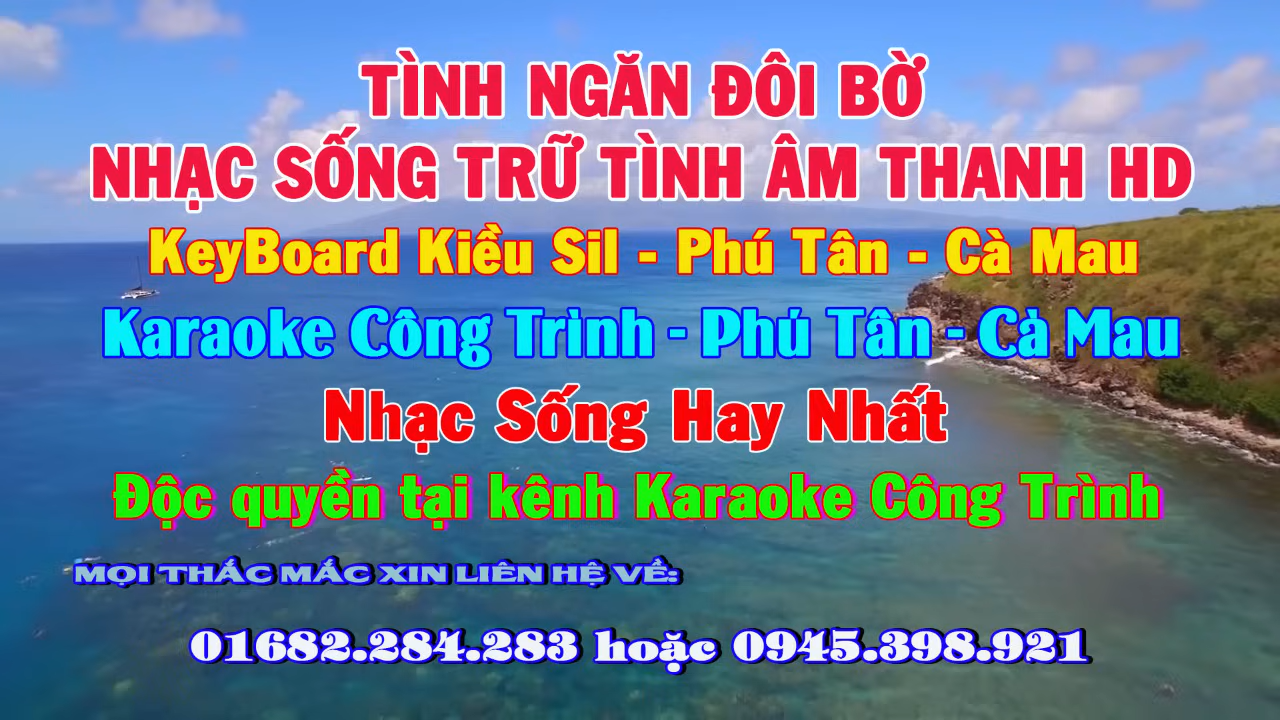 TÌNH NGĂN ĐÔI BỜ
NHẠC SỐNG TRỮ TÌNH ÂM THANH HD
KeyBoard Kiều Sil - Phú Tân - Cà Mau
Karaoke Công Trình - Phú Tân - Cà Mau
Nhạc Sống Hay Nhất
Độc quyền tại kênh Karaoke Công Trình
MỌI THẮC MẮC XIN LIÊN HỆ VỀ:
01682.284.283 hoặc 0945.398.921